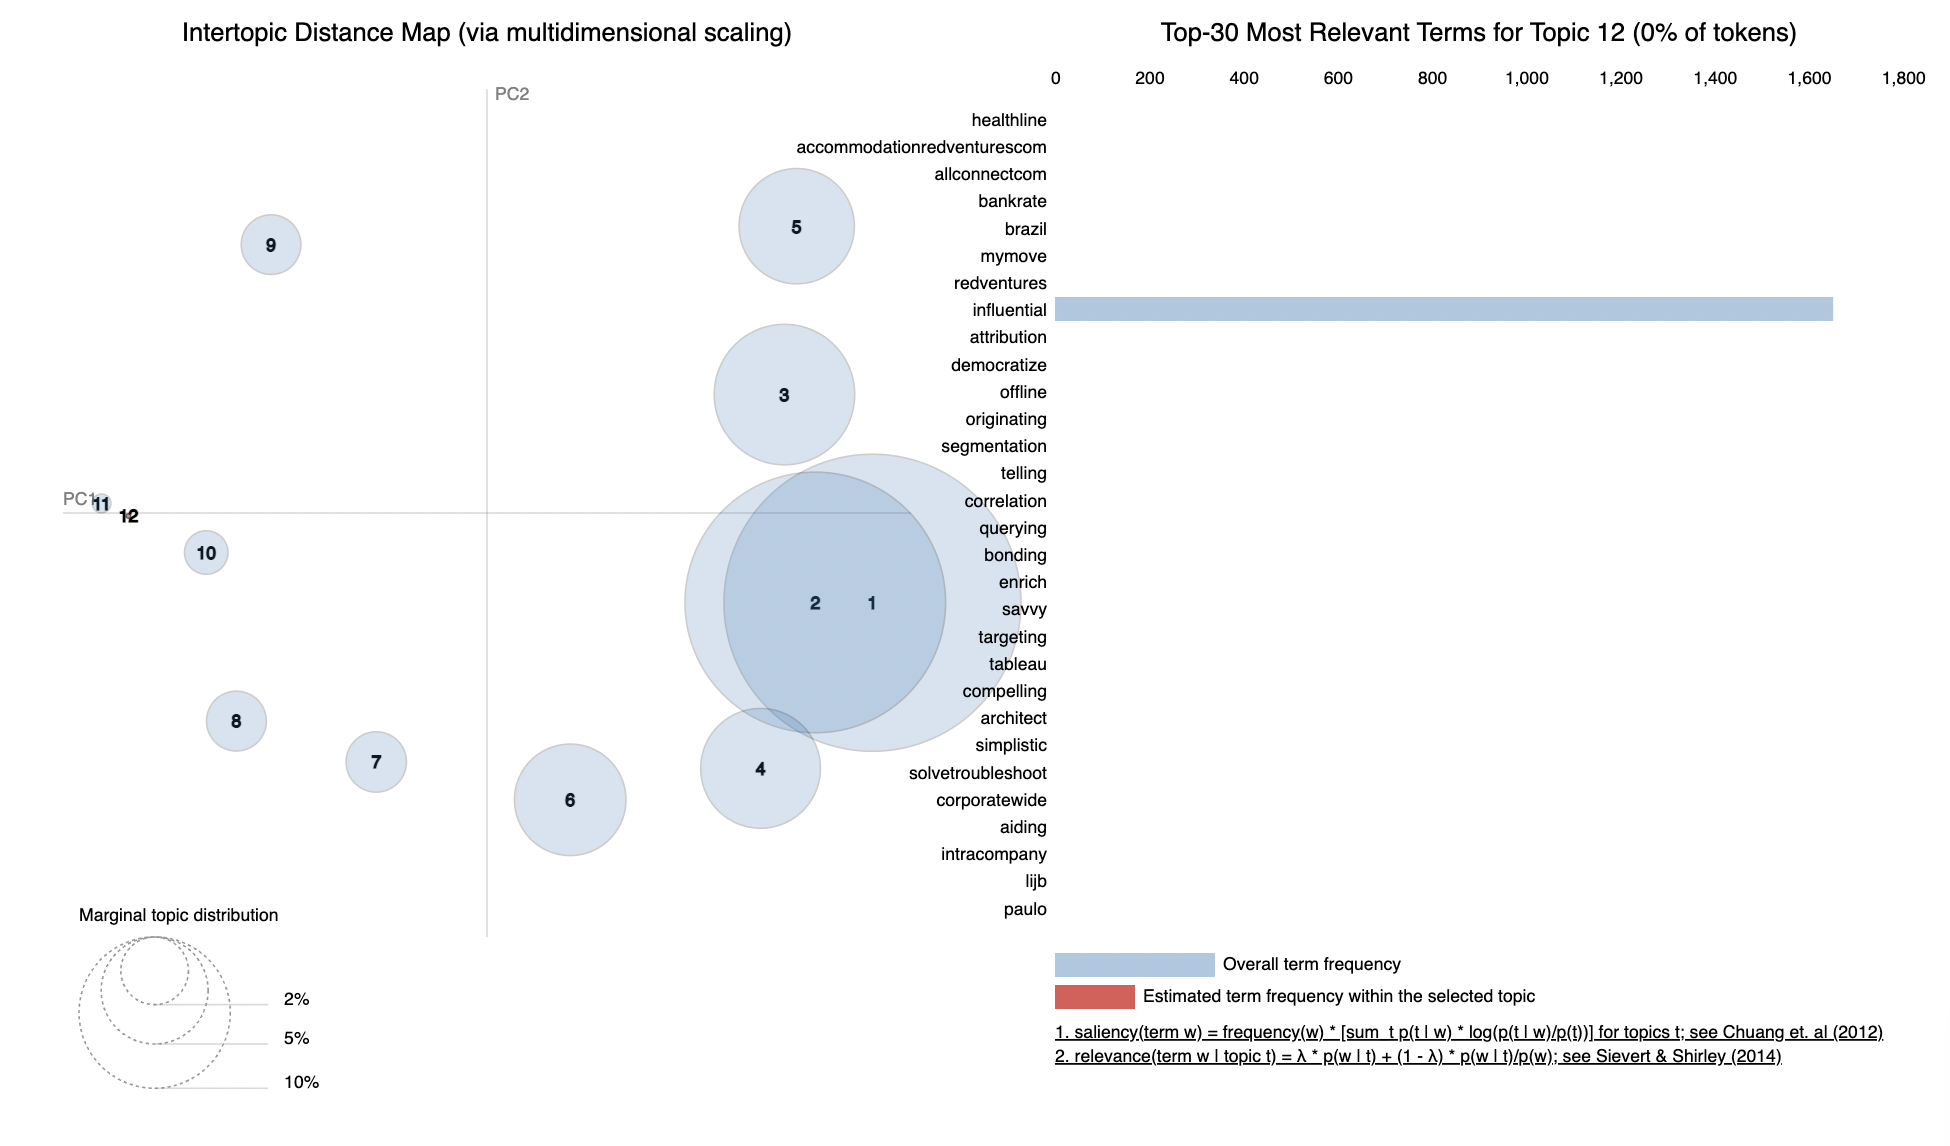 Intertopic Distance Map (via multidimensional scaling)
PC2
PC1
5
9
3
11
12
10
2
1
8
7
4
6
Marginal topic distribution
2%
5%
10%
Top-30 Most Relevant Terms for Topic 12 (0% of tokens)
0 200 400 600 800 1,000 1,200 1,400 1,600 1,800
healthline
accommodationredventurescom
allconnectcom
bankrate
brazil
mymove
redventures
influential
attribution
democratize
offline
originating
segmentation
telling
correlation
querying
bonding
enrich
savvy
targeting
tableau
compelling
architect
simplistic
solvetroubleshoot
corporatewide
aiding
intracompany
lijb
paulo
Overall term frequency
Estimated term frequency within the selected topic
1. saliency(term w) = frequency(w) * [sum_t p(t | w) * log(p(t | w)/p(t))] for topics t; see Chuang et. al (2012)
2. relevance(term w | topic t) = λ * p(w | t) + (1 - λ) * p(w | t)/p(w); see Sievert & Shirley (2014)